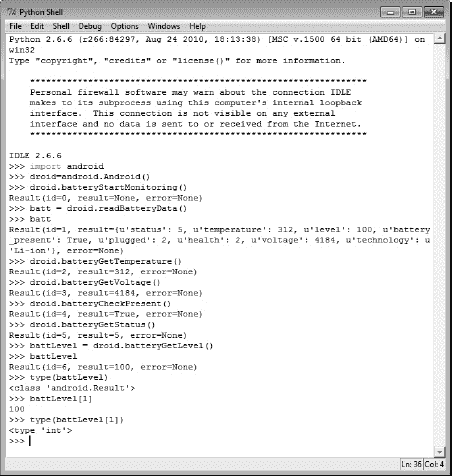 Python Shell
File Edit Shell Debug Options Windows Help
Python 2.6.6 (r266:84297, Aug 24 2010, 18:13:38) [MSC v.1500 64 bit (AMD64)] on
win32
Type "copyright", "credits" or "license()" for more information.
****************************************************************
Personal firewall software may warn about the connection IDLE
makes to its subprocess using this computer's internal loopback
interface. This connection is not visible on any external
interface and no data is sent to or received from the Internet.
****************************************************************
IDLE 2.6.6
>>> import android
>>> droid=android.Android()
>>> droid.batteryStartMonitoring()
Result(id=0, result=None, error=None)
>>> batt = droid.readBatteryData()
>>> batt
Result(id=1, result={u'status': 5, u'temperature': 312, u'level': 100, u'battery
_present': True, u'plugged': 2, u'health': 2, u'voltage': 4184, u'technology': u
'Li-ion'}, error=None)
>>> droid.batteryGetTemperature()
Result(id=2, result=312, error=None)
>>> droid.batteryGetVoltage()
Result(id=3, result=4184, error=None)
>>> droid.batteryCheckPresent()
Result(id=4, result=True, error=None)
>>> droid.batteryGetStatus()
Result(id=5, result=5, error=None)
>>> battLevel = droid.batteryGetLevel()
>>> battLevel
Result(id=6, result=100, error=None)
>>> type(battLevel)
<class 'android.Result'>
>>> battLevel[1]
100
>>> type(battLevel[1])
<type 'int'>
>>>
Ln: 36 Col: 4